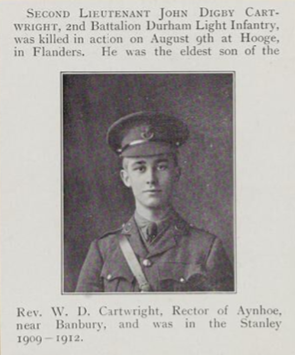 Second Lieutenant John Digby Cart-
wright, 2nd Battalion Durham Light Infantry,
was killed in action on August 9th at Hooge,
in Flanders. He was the eldest son of the
Rev. W. D. Cartwright, Rector of Aynhoe,
near Banbury, and was in the Stanley
1909-1912.